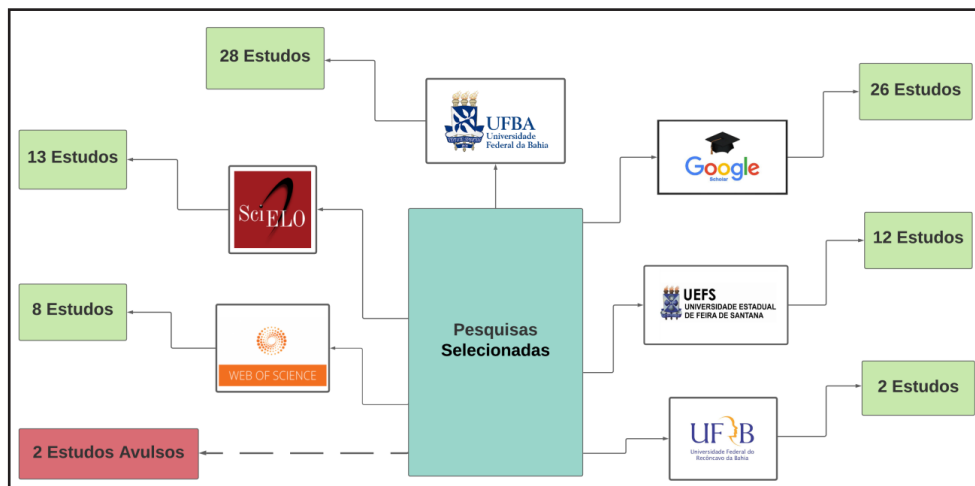 28 Estudos
UFBA
Universidade
Federal da Bahia
26 Estudos
Google
Scholar
13 Estudos
SciELO
12 Estudos
UEFS
UNIVERSIDADE ESTADUAL
DE FEIRA DE SANTANA
8 Estudos
WEB OF SCIENCE
Pesquisas
Selecionadas
2 Estudos
UFRB
Universidade Federal do
Recôncavo da Bahia
2 Estudos Avulsos